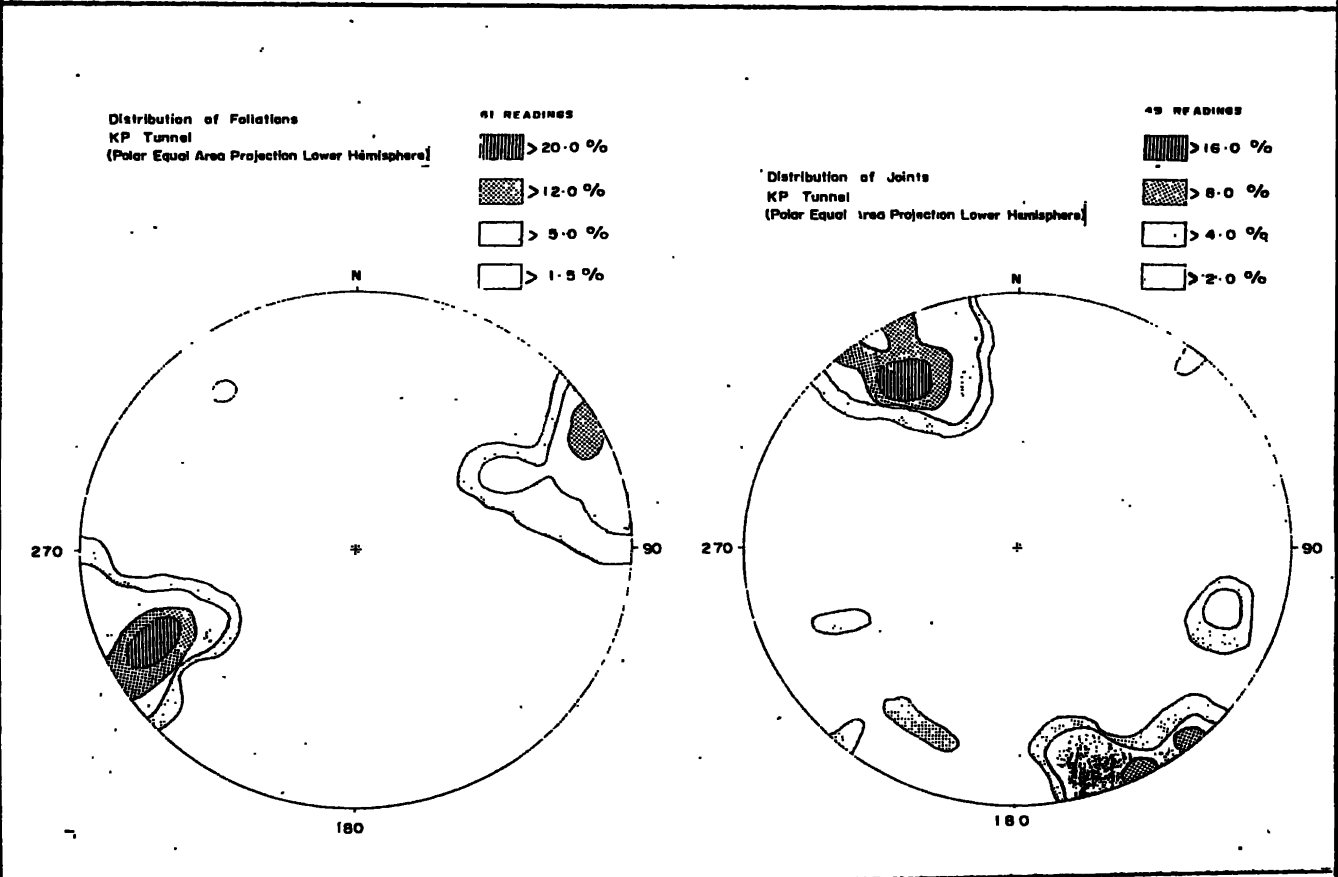 Distribution of Foliations
KP Tunnel
(Polar Equal Area Projection Lower Hemisphere)
61 READINGS
>20.0 %
>12.0 %
> 5.0 %
> 1.5 %
N
270
90
180
Distribution of Joints
KP Tunnel
(Polar Equal Area Projection Lower Hemisphere)
49 READINGS
>16.0 %
>8.0 %
>4.0 %
>2.0 %
N
270
90
180